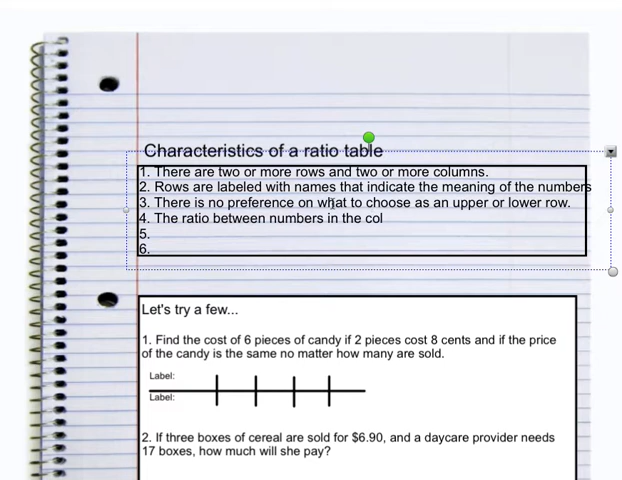 Characteristics of a ratio table
1. There are two or more rows and two or more columns.
2. Rows are labeled with names that indicate the meaning of the numbers
3. There is no preference on what to choose as an upper or lower row.
4. The ratio between numbers in the col
5.
6.
Let's try a few...
1. Find the cost of 6 pieces of candy if 2 pieces cost 8 cents and if the price
of the candy is the same no matter how many are sold.
Label:
Label:
2. If three boxes of cereal are sold for $6.90, and a daycare provider needs
17 boxes, how much will she pay?